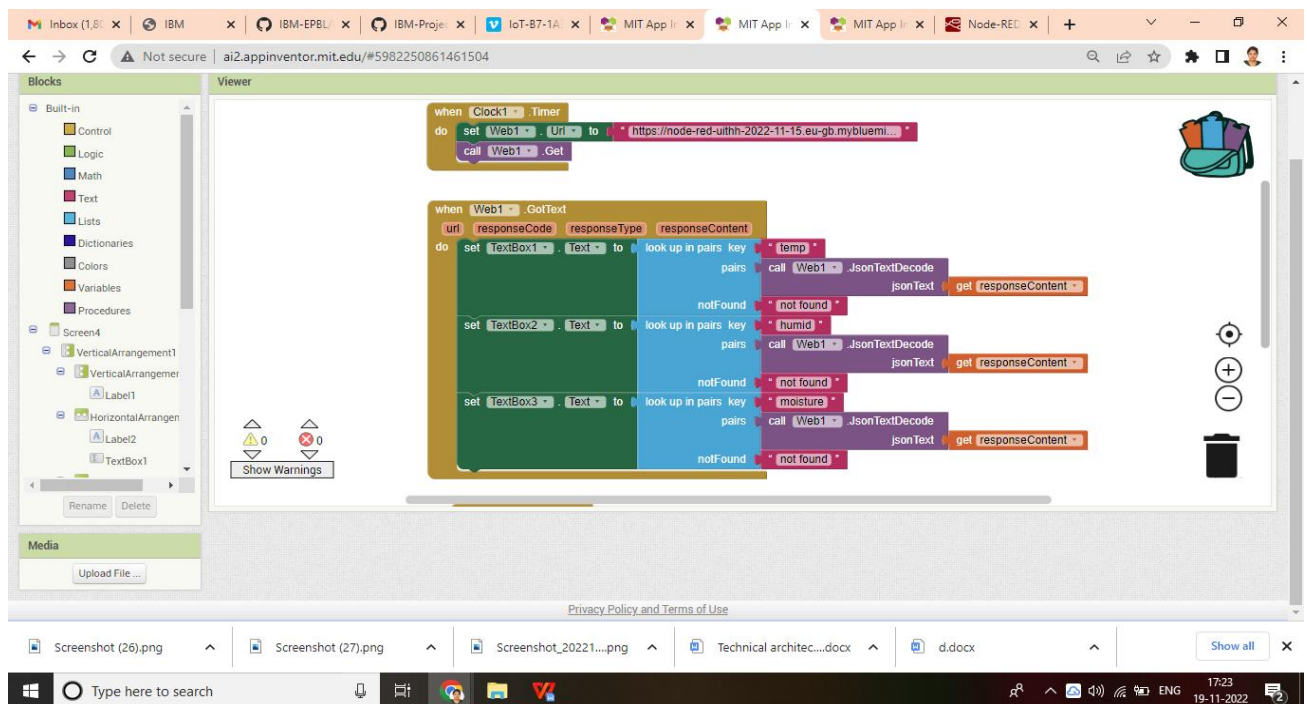 Inbox (1,8
IBM
IBM-EPBL/
IBM-Projec
IoT-B7-1A
MIT App In
MIT App In
MIT App In
Node-RED
Not secure
ai2.appinventor.mit.edu/#5982250861461504
Blocks
Viewer
Built-in
Control
Logic
Math
Text
Lists
Dictionaries
Colors
Variables
Procedures
Screen4
VerticalArrangement1
VerticalArrangemer
Label1
HorizontalArrangen
Label2
TextBox1
Rename Delete
Media
Upload File ...
when Clock1 .Timer
do set Web1 . Url to " https://node-red-uithh-2022-11-15.eu-gb.mybluemi... "
call Web1 .Get
when Web1 .GotText
url responseCode responseType responseContent
do set TextBox1 . Text to look up in pairs key " temp "
pairs call Web1 .JsonTextDecode
jsonText get responseContent
notFound " not found "
set TextBox2 . Text to look up in pairs key " humid "
pairs call Web1 .JsonTextDecode
jsonText get responseContent
notFound " not found "
set TextBox3 . Text to look up in pairs key " moisture "
pairs call Web1 .JsonTextDecode
jsonText get responseContent
notFound " not found "
0 0
Show Warnings
Privacy Policy and Terms of Use
Screenshot (26).png
Screenshot (27).png
Screenshot_20221....png
Technical architec....docx
d.docx
Show all
Type here to search
ENG
17:23
19-11-2022
2